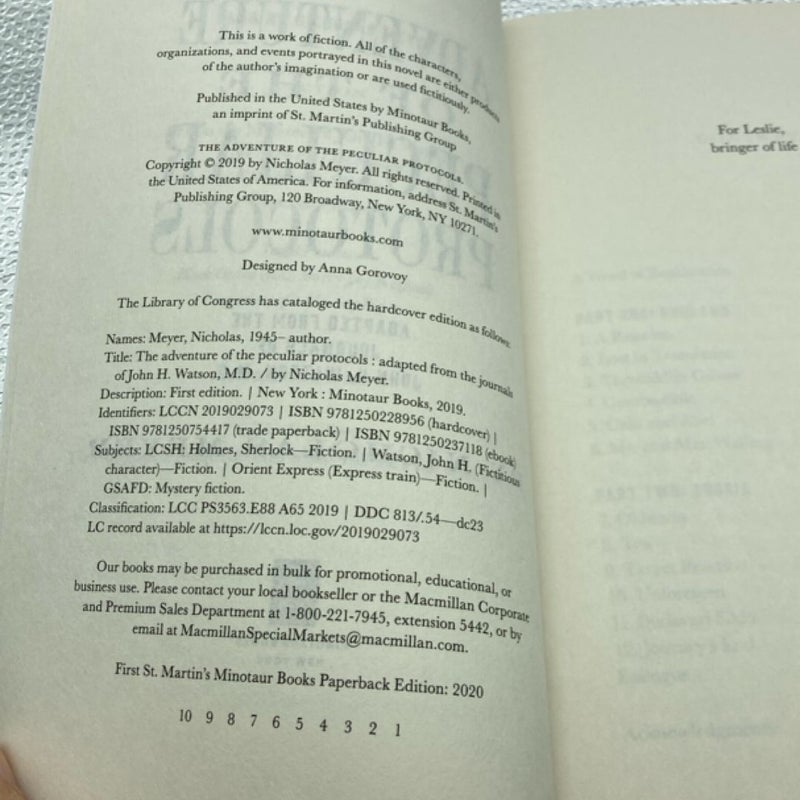 This is a work of fiction. All of the characters,
organizations, and events portrayed in this novel are either products
of the author's imagination or are used fictitiously.
Published in the United States by Minotaur Books,
an imprint of St. Martin's Publishing Group
THE ADVENTURE OF THE PECULIAR PROTOCOLS.
Copyright © 2019 by Nicholas Meyer. All rights reserved. Printed in
the United States of America. For information, address St. Martin's
Publishing Group, 120 Broadway, New York, NY 10271.
www.minotaurbooks.com
Designed by Anna Gorovoy
The Library of Congress has cataloged the hardcover edition as follows:
Names: Meyer, Nicholas, 1945– author.
Title: The adventure of the peculiar protocols : adapted from the journals
of John H. Watson, M.D. / by Nicholas Meyer.
Description: First edition. | New York : Minotaur Books, 2019.
Identifiers: LCCN 2019029073 | ISBN 9781250228956 (hardcover) |
ISBN 9781250754417 (trade paperback) | ISBN 9781250237118 (ebook)
Subjects: LCSH: Holmes, Sherlock—Fiction. | Watson, John H. (Fictitious
character)—Fiction. | Orient Express (Express train)—Fiction. |
GSAFD: Mystery fiction.
Classification: LCC PS3563.E88 A65 2019 | DDC 813/.54—dc23
LC record available at https://lccn.loc.gov/2019029073
Our books may be purchased in bulk for promotional, educational, or
business use. Please contact your local bookseller or the Macmillan Corporate
and Premium Sales Department at 1-800-221-7945, extension 5442, or by
email at MacmillanSpecialMarkets@macmillan.com.
First St. Martin's Minotaur Books Paperback Edition: 2020
10 9 8 7 6 5 4 3 2 1
For Leslie,
bringer of life